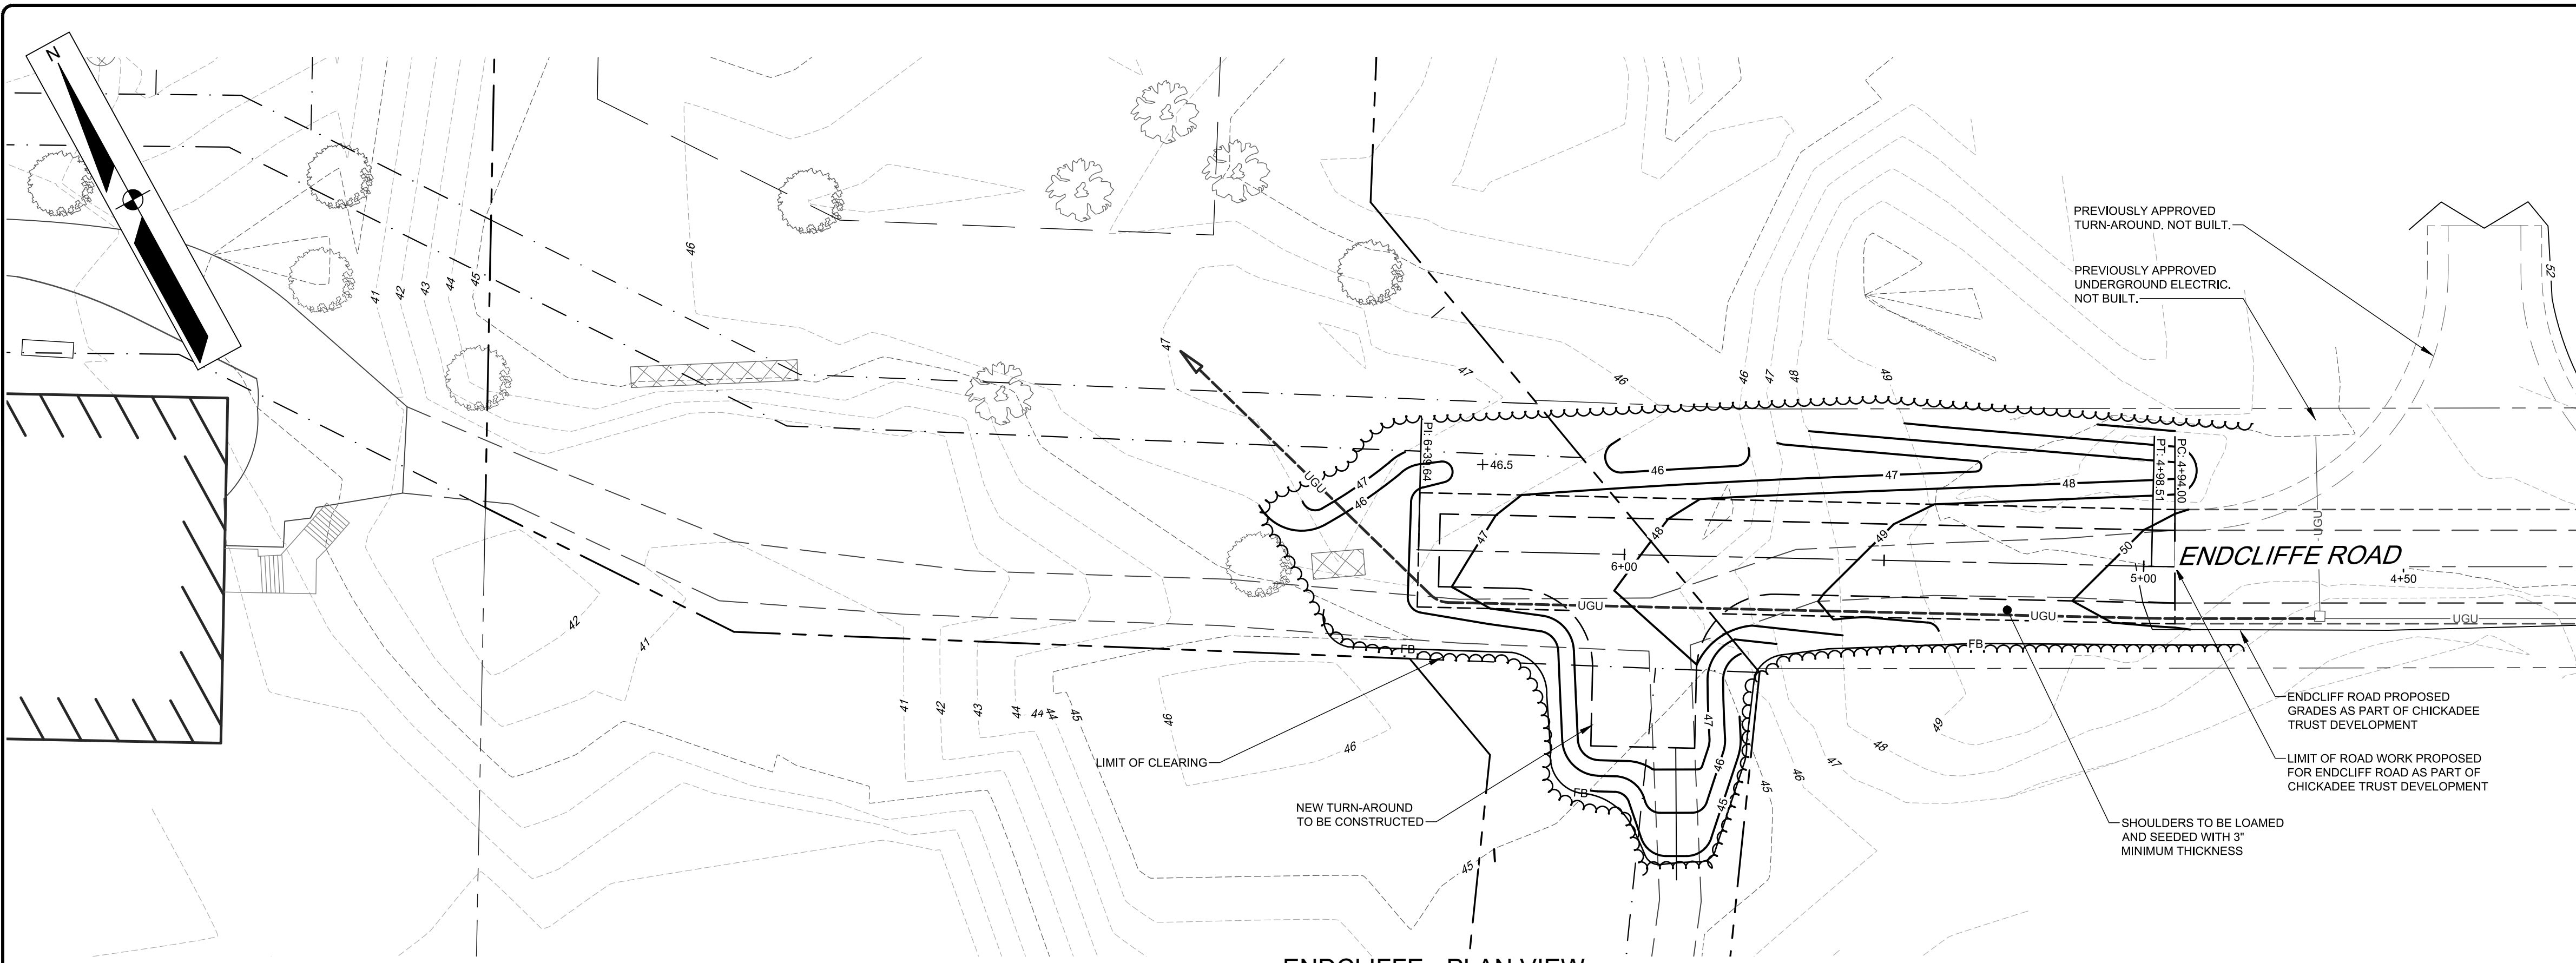 N
PREVIOUSLY APPROVED
TURN-AROUND. NOT BUILT.
PREVIOUSLY APPROVED
UNDERGROUND ELECTRIC.
NOT BUILT.
52
46
41
42
43
44
45
47
47
46
46
47
48
49
UGU
47
46
PI: 6+39.64
46.5
46
47
48
PT: 4+98.51
PC: 4+94.00
47
48
49
50
UGU
ENDCLIFFE ROAD
6+00
5+00
4+50
UGU
UGU
UGU
42
41
FB
FB
41
42
43
44
44
44
45
46
46
47
46
45
45
46
47
48
49
FB
45
LIMIT OF CLEARING
NEW TURN-AROUND
TO BE CONSTRUCTED
ENDCLIFF ROAD PROPOSED
GRADES AS PART OF CHICKADEE
TRUST DEVELOPMENT
LIMIT OF ROAD WORK PROPOSED
FOR ENDCLIFF ROAD AS PART OF
CHICKADEE TRUST DEVELOPMENT
SHOULDERS TO BE LOAMED
AND SEEDED WITH 3"
MINIMUM THICKNESS
ENDCLIFFE - PLAN VIEW